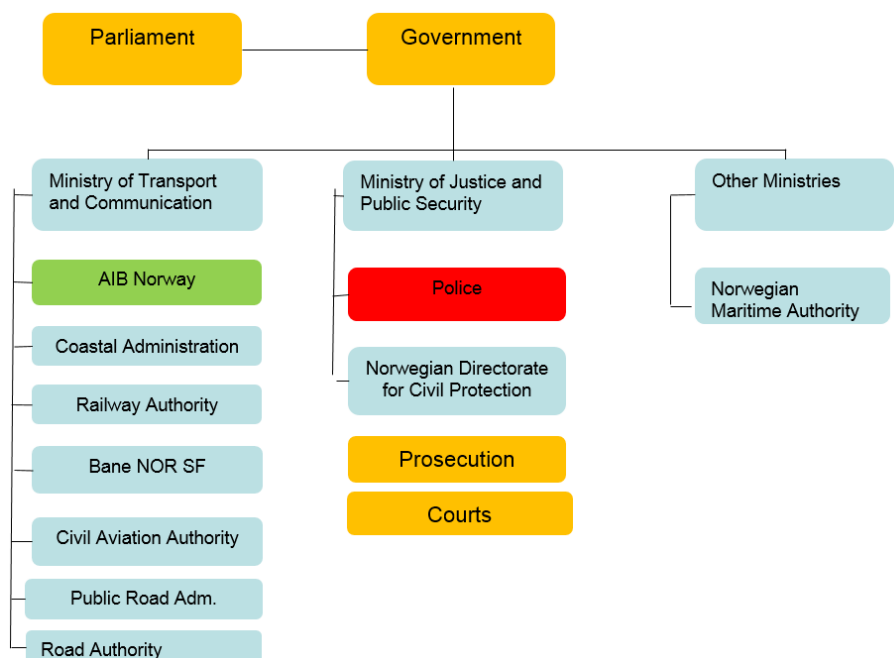 Parliament
Government
Ministry of Transport
and Communication
Ministry of Justice and
Public Security
Other Ministries
AIB Norway
Police
Norwegian
Maritime Authority
Coastal Administration
Norwegian Directorate
for Civil Protection
Railway Authority
Bane NOR SF
Prosecution
Courts
Civil Aviation Authority
Public Road Adm.
Road Authority